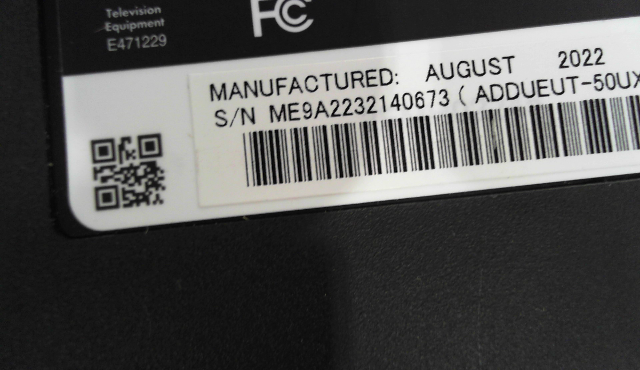 Television
Equipment
E471229
FC
MANUFACTURED: AUGUST 2022
S/N ME9A2232140673 ( ADDUEUT-50UX